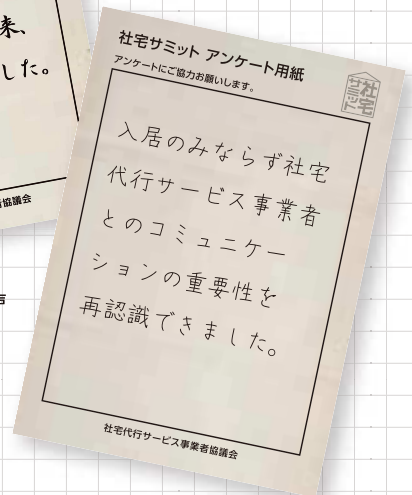 来、
した。
協議会
社宅サミット アンケート用紙
アンケートにご協力お願いします。
社宅
サミット
入居のみならず社宅
代行サービス事業者
とのコミュニケー
ションの重要性を
再認識できました。
社宅代行サービス事業者協議会